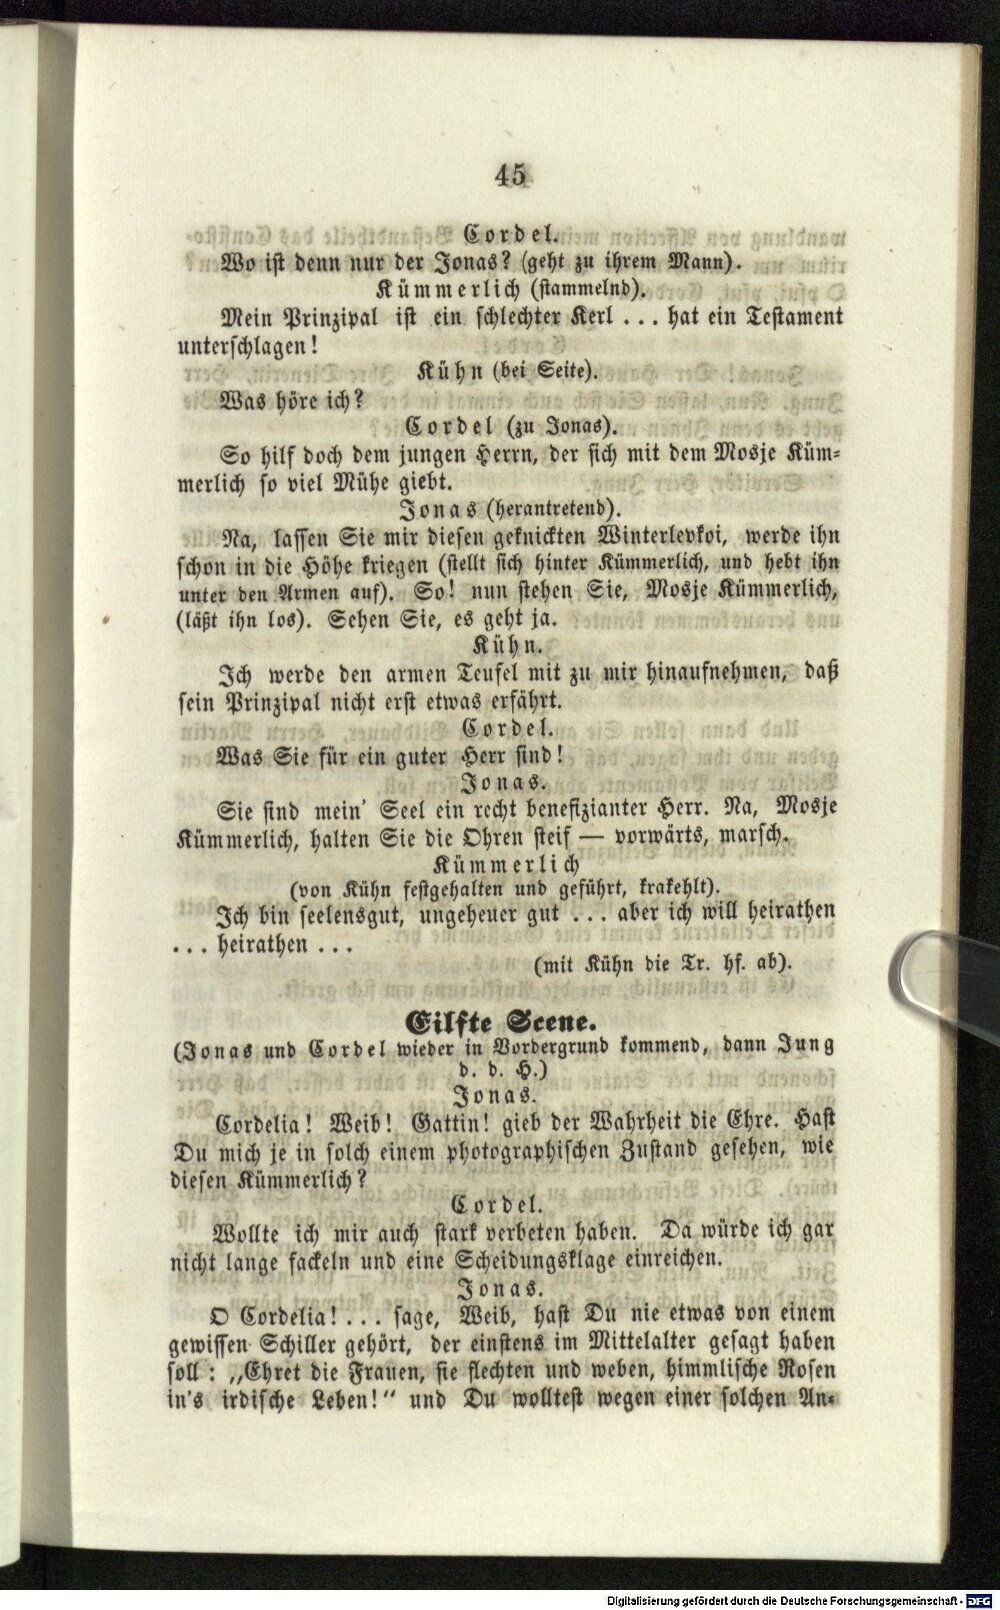 45
Cordel.
Wo ist denn nur der Jonas? (geht zu ihrem Mann).
Kümmerlich (stammelnd).
Mein Prinzipal ist ein schlechter Kerl . . . hat ein Testament
unterschlagen!
Kühn (bei Seite).
Was höre ich?
Cordel (zu Jonas).
So hilf doch dem jungen Herrn, der sich mit dem Mosje Küm-
merlich so viel Mühe giebt.
Jonas (herantretend).
Na, lassen Sie mir diesen geknickten Winterlevkoi, werde ihn
schon in die Höhe kriegen (stellt sich hinter Kümmerlich, und hebt ihn
unter den Armen auf). So! nun stehen Sie, Mosje Kümmerlich,
(läßt ihn los). Sehen Sie, es geht ja.
Kühn.
Ich werde den armen Teufel mit zu mir hinaufnehmen, daß
sein Prinzipal nicht erst etwas erfährt.
Cordel.
Was Sie für ein guter Herr sind!
Jonas.
Sie sind mein' Seel ein recht benefizianter Herr. Na, Mosje
Kümmerlich, halten Sie die Ohren steif — vorwärts, marsch.
Kümmerlich
(von Kühn festgehalten und geführt, krakehlt).
Ich bin seelensgut, ungeheuer gut . . . aber ich will heirathen
. . . heirathen . . .
(mit Kühn die Tr. hf. ab).
Eilfte Scene.
(Jonas und Cordel wieder in Vordergrund kommend, dann Jung
d. d. H.)
Jonas.
Cordelia! Weib! Gattin! gieb der Wahrheit die Ehre. Hast
Du mich je in solch einem photographischen Zustand gesehen, wie
diesen Kümmerlich?
Cordel.
Wollte ich mir auch stark verbeten haben. Da würde ich gar
nicht lange fackeln und eine Scheidungsklage einreichen.
Jonas.
O Cordelia! . . . sage, Weib, hast Du nie etwas von einem
gewissen Schiller gehört, der einstens im Mittelalter gesagt haben
soll: „Ehret die Frauen, sie flechten und weben, himmlische Rosen
in's irdische Leben!" und Du wolltest wegen einer solchen An-
Digitalisierung gefördert durch die Deutsche Forschungsgemeinschaft - DFG